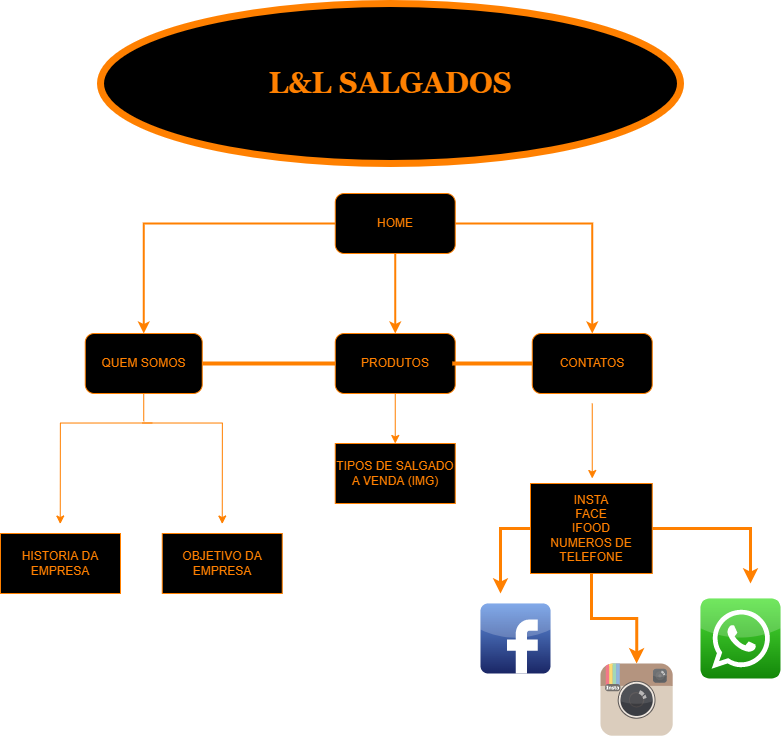 L&L SALGADOS
HOME
QUEM SOMOS
PRODUTOS
CONTATOS
TIPOS DE SALGADO
A VENDA (IMG)
INSTA
FACE
IFOOD
NUMEROS DE
TELEFONE
HISTORIA DA
EMPRESA
OBJETIVO DA
EMPRESA
Insta